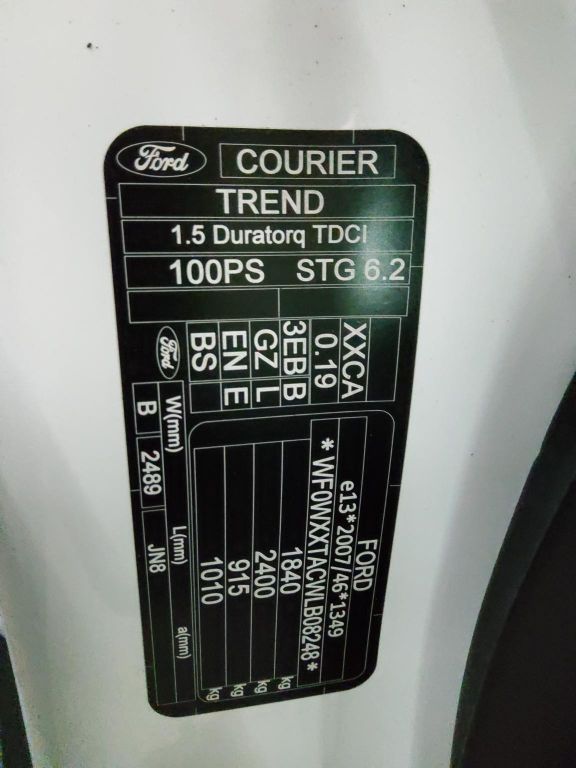 Ford COURIER
TREND
1.5 Duratorq TDCI
100PS STG 6.2
FORD
e13*2007/46*1349
*WF0WXXTACWLB08248*
1840 kg
2400 kg
915 kg
1010 kg
XXCA
0.19
3EB B
GZ L
EN E
BS
Ford
W(mm) L(mm) a(mm)
B 2489 JN8